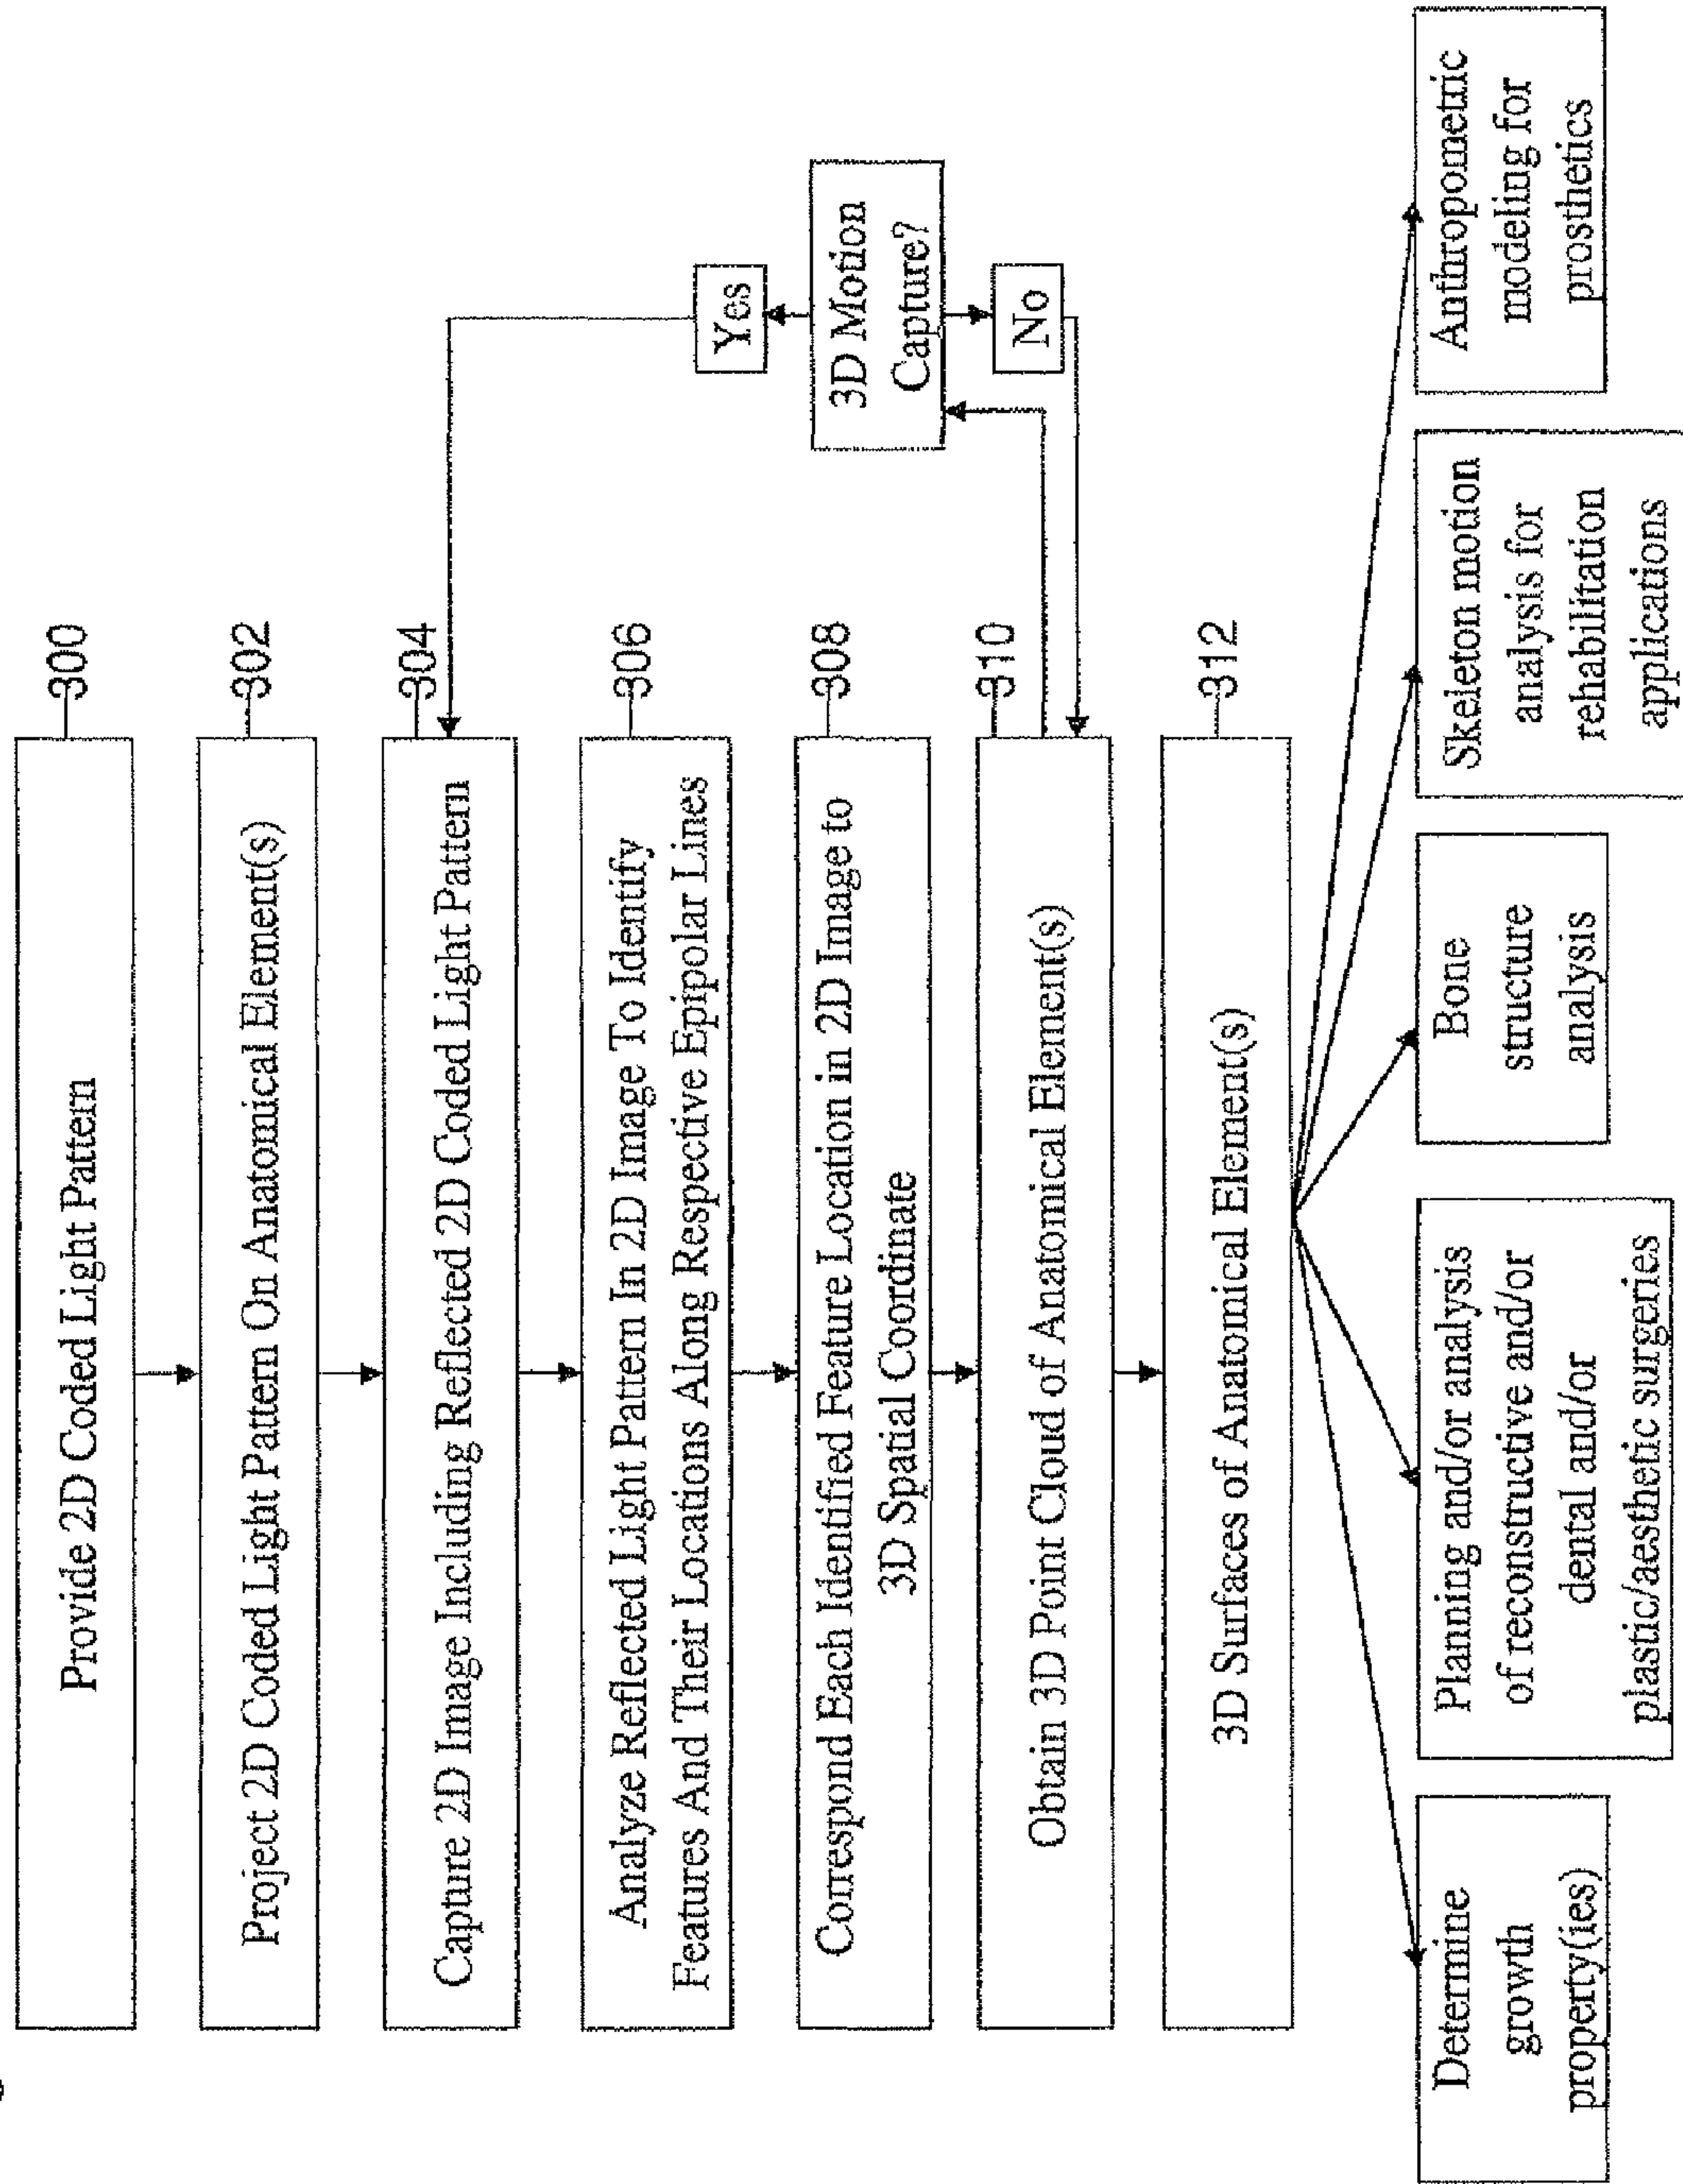 Provide 2D Coded Light Pattern
300
Project 2D Coded Light Pattern On Anatomical Element(s)
302
Capture 2D Image Including Reflected 2D Coded Light Pattern
304
Analyze Reflected Light Pattern In 2D Image To Identify
Features And Their Locations Along Respective Epipolar Lines
306
Correspond Each Identified Feature Location in 2D Image to
3D Spatial Coordinate
308
Obtain 3D Point Cloud of Anatomical Element(s)
310
Yes
3D Motion
Capture?
No
3D Surfaces of Anatomical Element(s)
312
Determine
growth
property(ies)
Planning and/or analysis
of reconstructive and/or
dental and/or
plastic/aesthetic surgeries
Bone
structure
analysis
Skeleton motion
analysis for
rehabilitation
applications
Anthropometric
modeling for
prosthetics